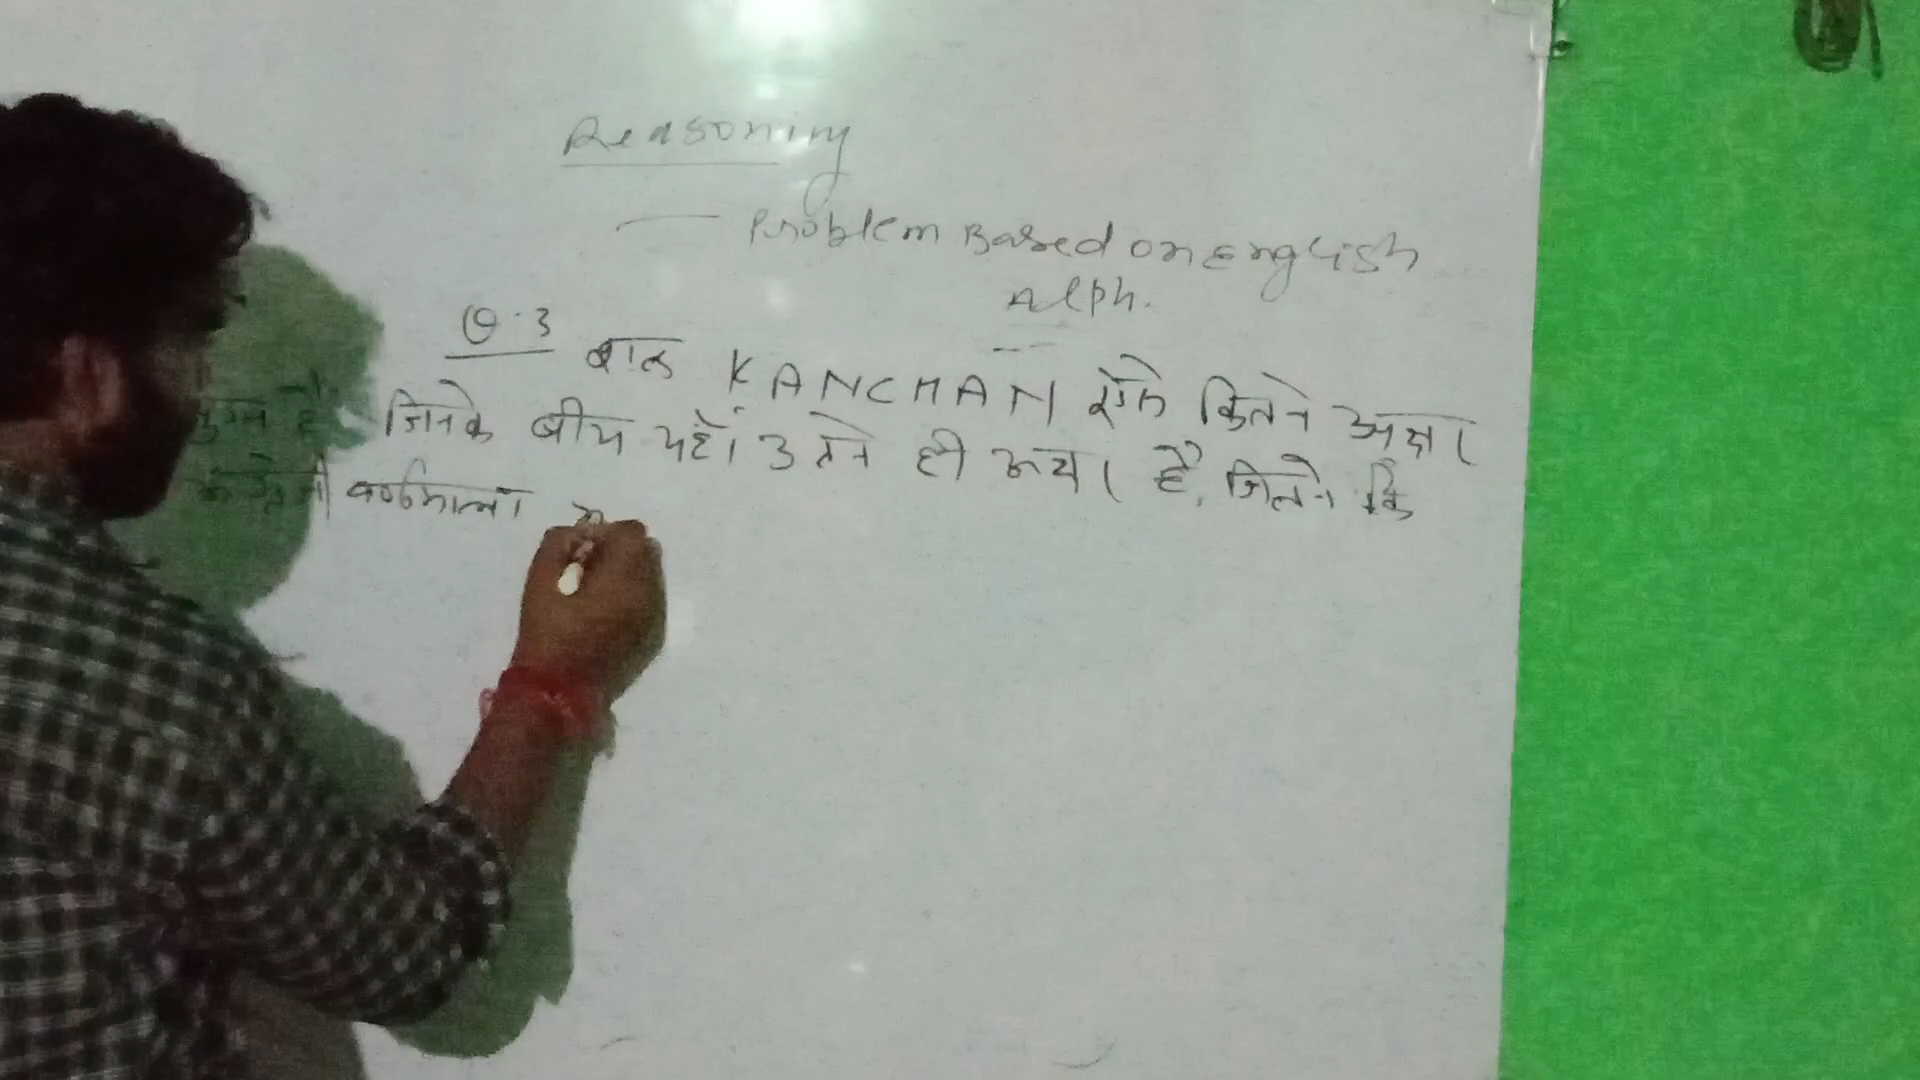 Reasoning
Problem Based on English
Alph.
Q.3 शब्द KANCHAN ऐसे कितने अक्षर
युग्म है जिनके बीच यहाँ उतने ही अक्षर है, जितने कि
अंग्रेजी वर्णमाला